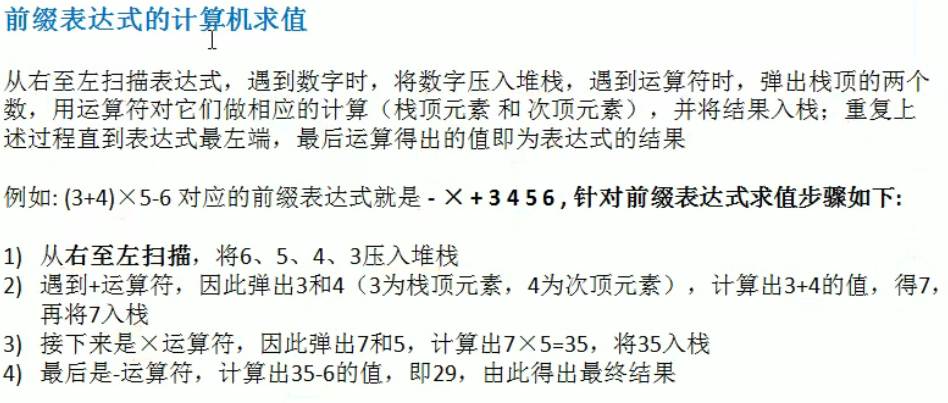 前缀表达式的计算机求值
从右至左扫描表达式，遇到数字时，将数字压入堆栈，遇到运算符时，弹出栈顶的两个
数，用运算符对它们做相应的计算（栈顶元素 和 次顶元素），并将结果入栈；重复上
述过程直到表达式最左端，最后运算得出的值即为表达式的结果
例如: (3+4)×5-6 对应的前缀表达式就是 - × + 3 4 5 6 , 针对前缀表达式求值步骤如下:
1) 从右至左扫描，将6、5、4、3压入堆栈
2) 遇到+运算符，因此弹出3和4（3为栈顶元素，4为次顶元素），计算出3+4的值，得7，
再将7入栈
3) 接下来是×运算符，因此弹出7和5，计算出7×5=35，将35入栈
4) 最后是-运算符，计算出35-6的值，即29，由此得出最终结果